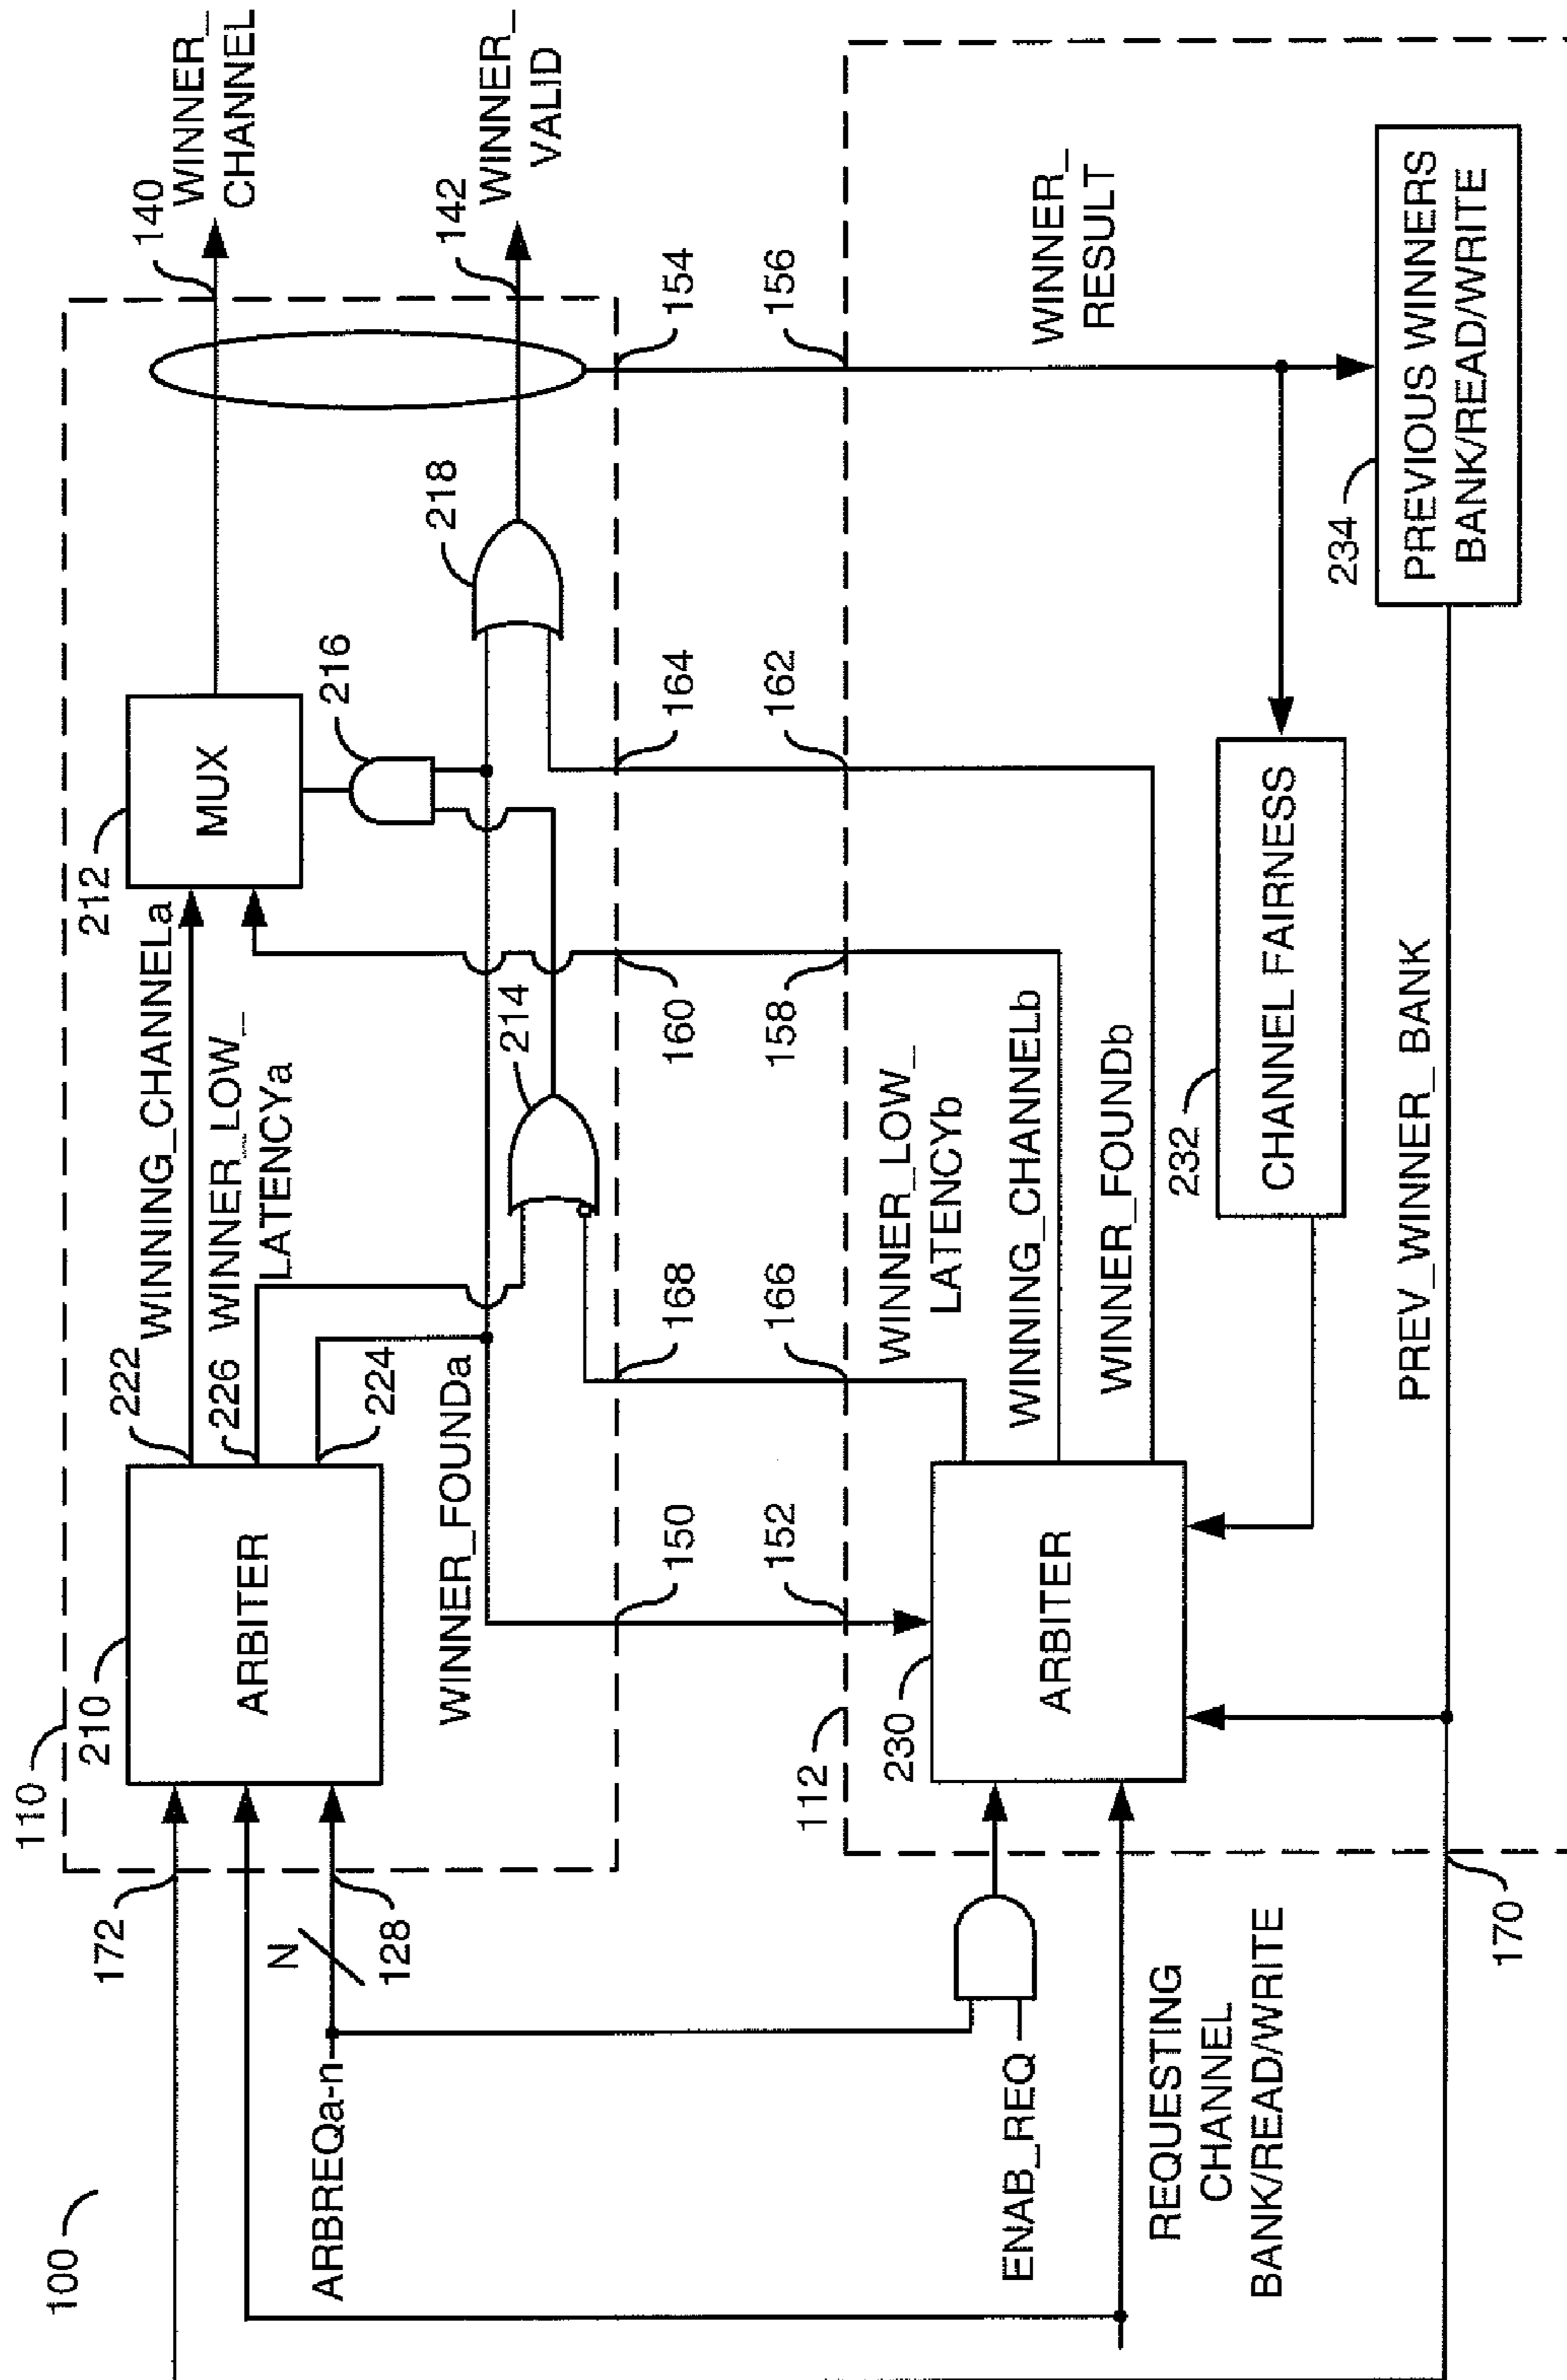 100
110
172
210
ARBITER
222
WINNING_CHANNELa
226
WINNER_LOW_
LATENCYa
224
212
MUX
140
WINNER_
CHANNEL
N
128
ARBREQa-n
WINNER_FOUNDa
214
216
218
142
WINNER_
VALID
150
168
160
164
154
152
166
158
162
156
112
230
ARBITER
WINNER_LOW_
LATENCYb
WINNING_CHANNELb
WINNER_FOUNDb
WINNER_
RESULT
ENAB_REQ
REQUESTING
CHANNEL
BANK/READ/WRITE
232
CHANNEL FAIRNESS
234
PREVIOUS WINNERS
BANK/READ/WRITE
PREV_WINNER_BANK
170